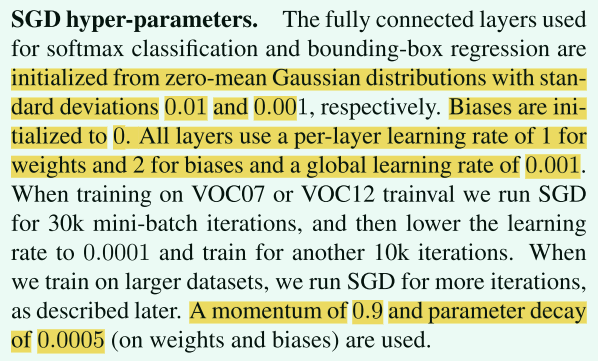 SGD hyper-parameters. The fully connected layers used
for softmax classification and bounding-box regression are
initialized from zero-mean Gaussian distributions with stan-
dard deviations 0.01 and 0.001, respectively. Biases are ini-
tialized to 0. All layers use a per-layer learning rate of 1 for
weights and 2 for biases and a global learning rate of 0.001.
When training on VOC07 or VOC12 trainval we run SGD
for 30k mini-batch iterations, and then lower the learning
rate to 0.0001 and train for another 10k iterations. When
we train on larger datasets, we run SGD for more iterations,
as described later. A momentum of 0.9 and parameter decay
of 0.0005 (on weights and biases) are used.